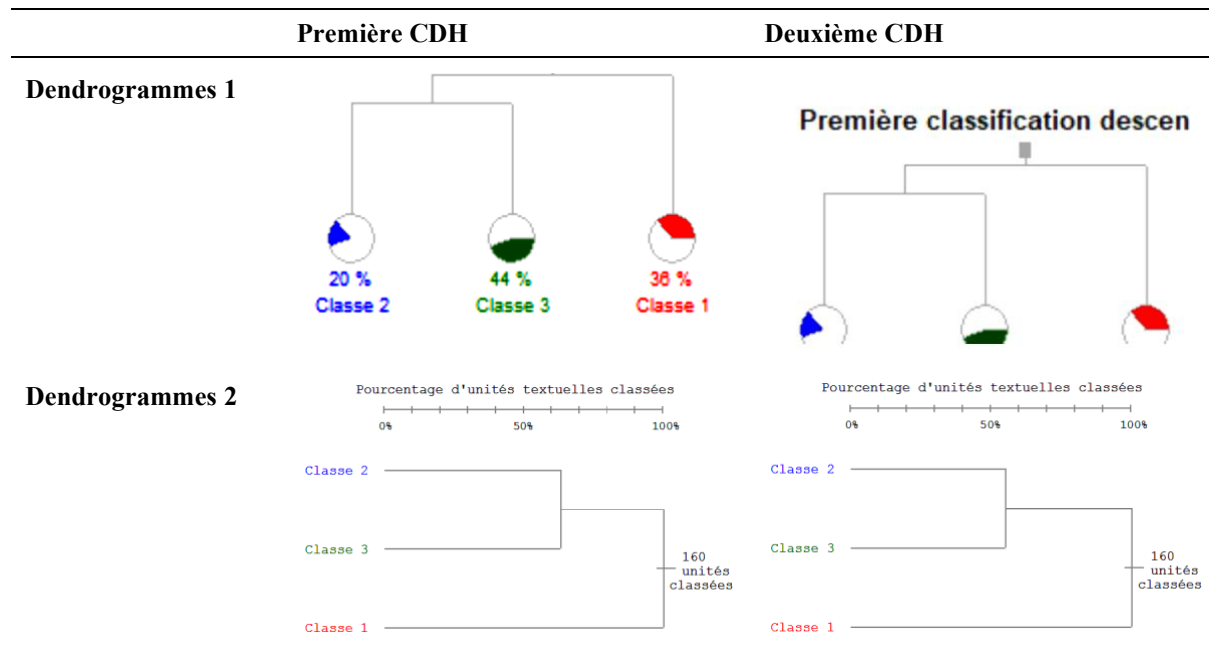 Première CDH Deuxième CDH
Dendrogrammes 1
Première classification descen
20 % 44 % 36 %
Classe 2 Classe 3 Classe 1
Dendrogrammes 2
Pourcentage d'unités textuelles classées
0% 50% 100%
Classe 2
Classe 3
160
unités
classées
Classe 1
Pourcentage d'unités textuelles classées
0% 50% 100%
Classe 2
Classe 3
160
unités
classées
Classe 1